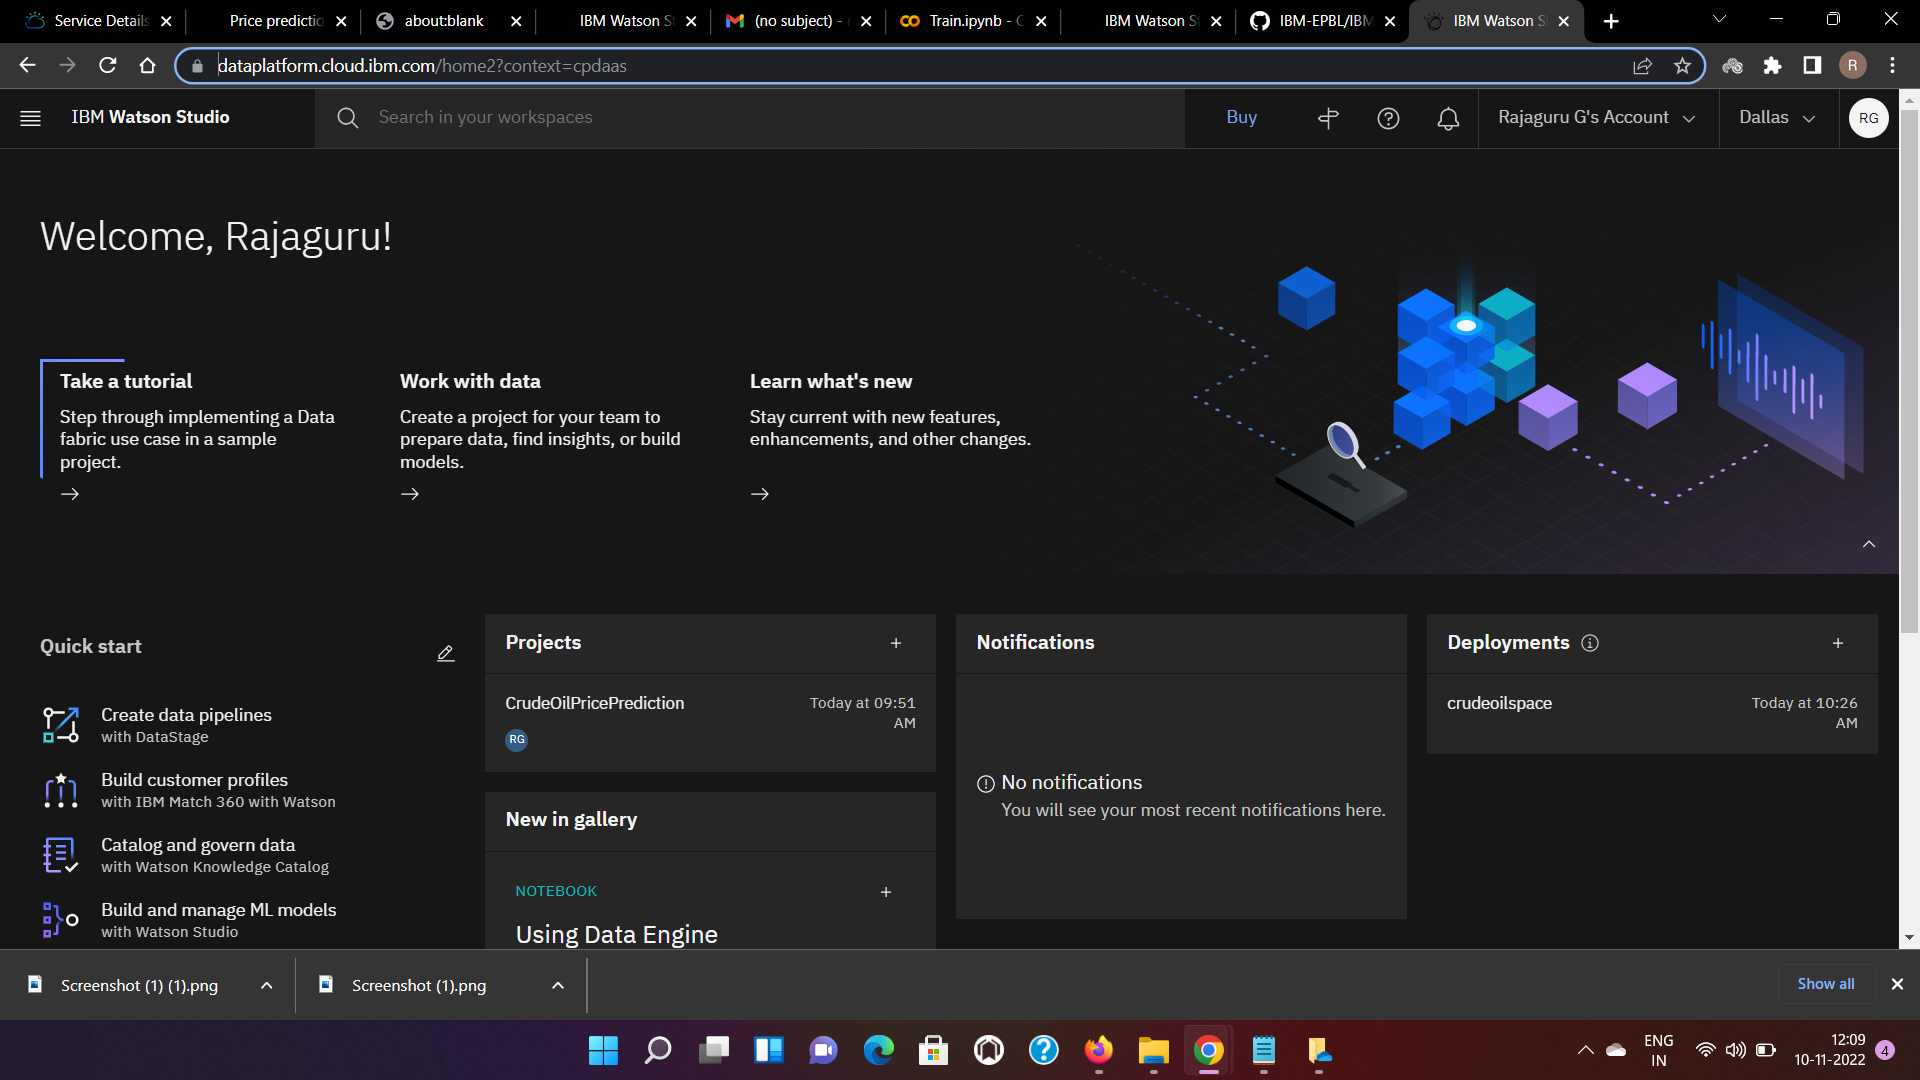 Service Details
Price predictio
about:blank
IBM Watson S
(no subject) -
Train.ipynb - C
IBM Watson S
IBM-EPBL/IBM
IBM Watson S
dataplatform.cloud.ibm.com/home2?context=cpdaas
R
IBM Watson Studio
Search in your workspaces
Buy
Rajaguru G's Account
Dallas
RG
Welcome, Rajaguru!
Take a tutorial
Step through implementing a Data
fabric use case in a sample
project.
Work with data
Create a project for your team to
prepare data, find insights, or build
models.
Learn what's new
Stay current with new features,
enhancements, and other changes.
Quick start
Create data pipelines
with DataStage
Build customer profiles
with IBM Match 360 with Watson
Catalog and govern data
with Watson Knowledge Catalog
Build and manage ML models
with Watson Studio
Projects
CrudeOilPricePrediction
Today at 09:51
AM
RG
New in gallery
NOTEBOOK
Using Data Engine
Notifications
No notifications
You will see your most recent notifications here.
Deployments
crudeoilspace
Today at 10:26
AM
Screenshot (1) (1).png
Screenshot (1).png
Show all
ENG
IN
12:09
10-11-2022
4